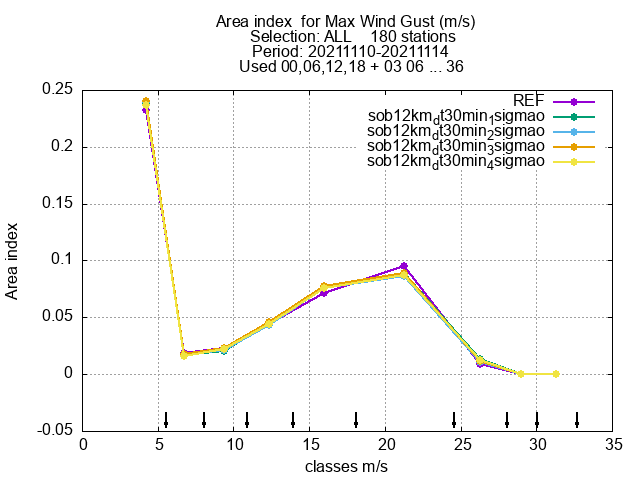 Area index  for Max Wind Gust (m/s)
Selection: ALL    180 stations
Period: 20211110-20211114
Used 00,06,12,18 + 03 06 ... 36
REF
sob12km_dt30min_1sigmao
sob12km_dt30min_2sigmao
sob12km_dt30min_3sigmao
sob12km_dt30min_4sigmao
0.25
0.2
0.15
0.1
0.05
0
-0.05
Area index
0 5 10 15 20 25 30 35
classes m/s